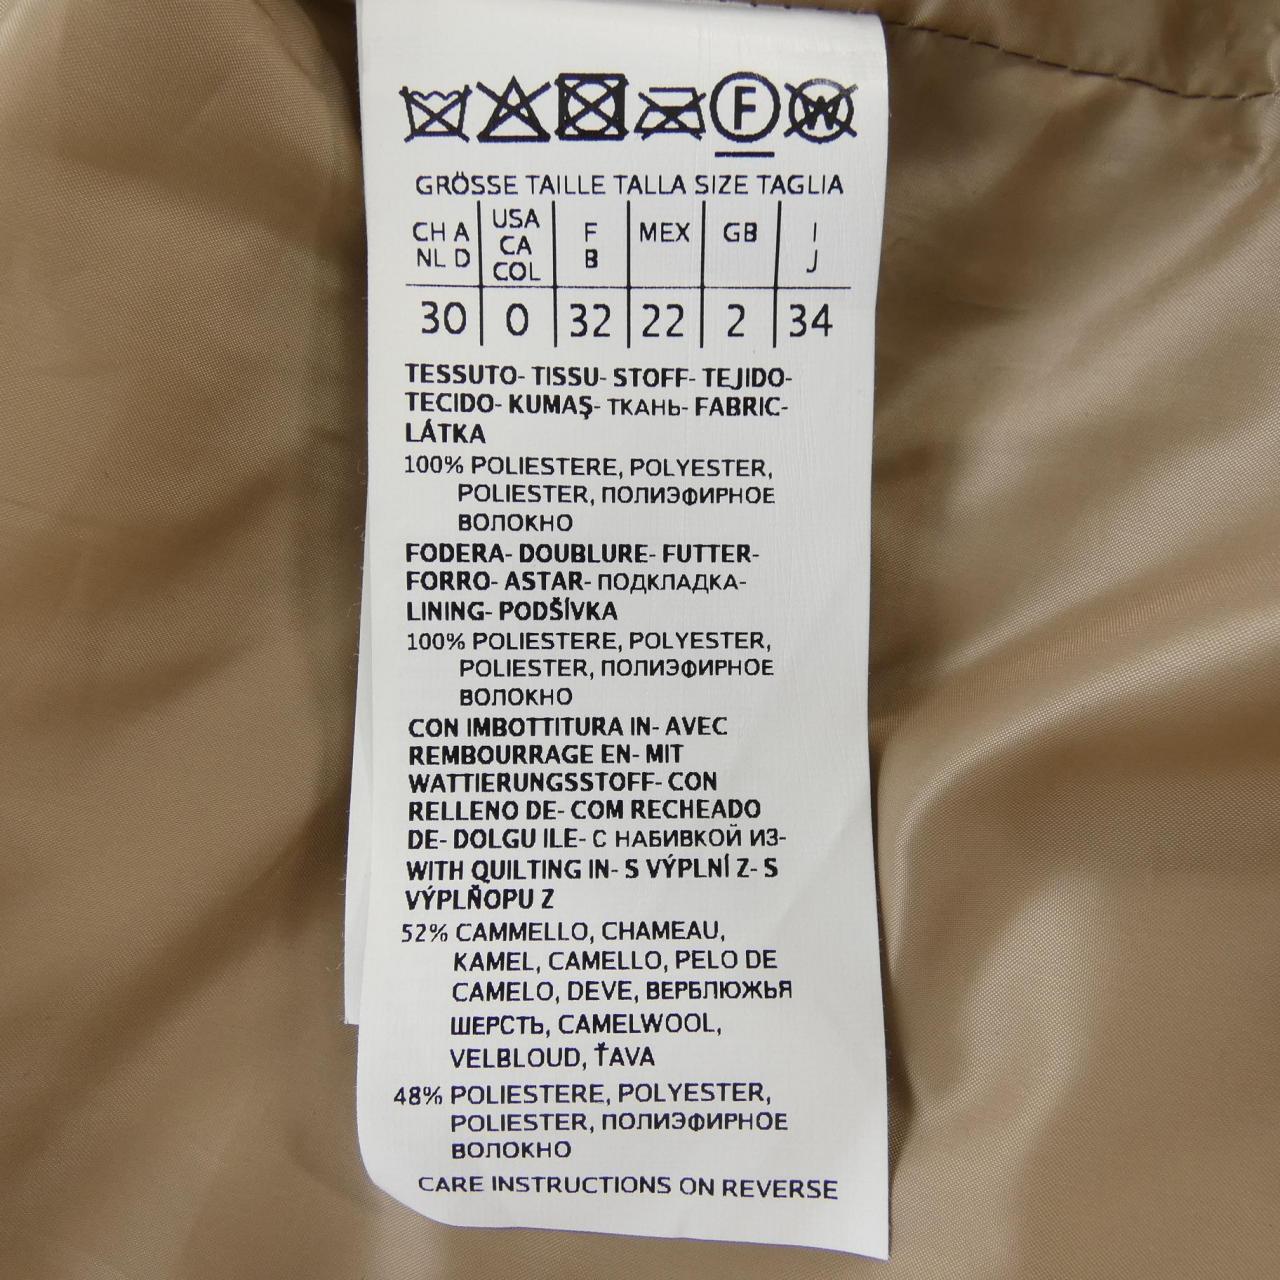 F W
GRÖSSE TAILLE TALLA SIZE TAGLIA
CH A NL D USA CA COL F B MEX GB I J
30 0 32 22 2 34
TESSUTO- TISSU- STOFF- TEJIDO-
TECIDO- KUMAŞ- ТКАНЬ- FABRIC-
LÁTKA
100% POLIESTERE, POLYESTER,
POLIESTER, ПОЛИЭФИРНОЕ
ВОЛОКНО
FODERA- DOUBLURE- FUTTER-
FORRO- ASTAR- ПОДКЛАДКА-
LINING- PODŠÍVKA
100% POLIESTERE, POLYESTER,
POLIESTER, ПОЛИЭФИРНОЕ
ВОЛОКНО
CON IMBOTTITURA IN- AVEC
REMBOURRAGE EN- MIT
WATTIERUNGSSTOFF- CON
RELLENO DE- COM RECHEADO
DE- DOLGU ILE- С НАБИВКОЙ ИЗ-
WITH QUILTING IN- S VÝPLNÍ Z- S
VÝPLŇOPU Z
52% CAMMELLO, CHAMEAU,
KAMEL, CAMELLO, PELO DE
CAMELO, DEVE, ВЕРБЛЮЖЬЯ
ШЕРСТЬ, CAMELWOOL,
VELBLOUD, ŤAVA
48% POLIESTERE, POLYESTER,
POLIESTER, ПОЛИЭФИРНОЕ
ВОЛОКНО
CARE INSTRUCTIONS ON REVERSE